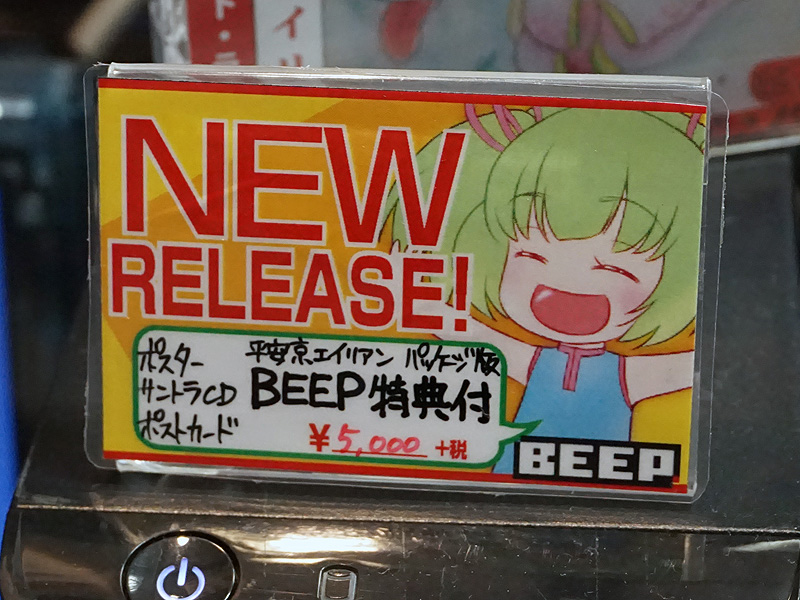 NEW
RELEASE!
ポスター
サントラCD
ポストカード
平安京エイリアン パッケージ版
BEEP特典付
¥5,000 +税
BEEP